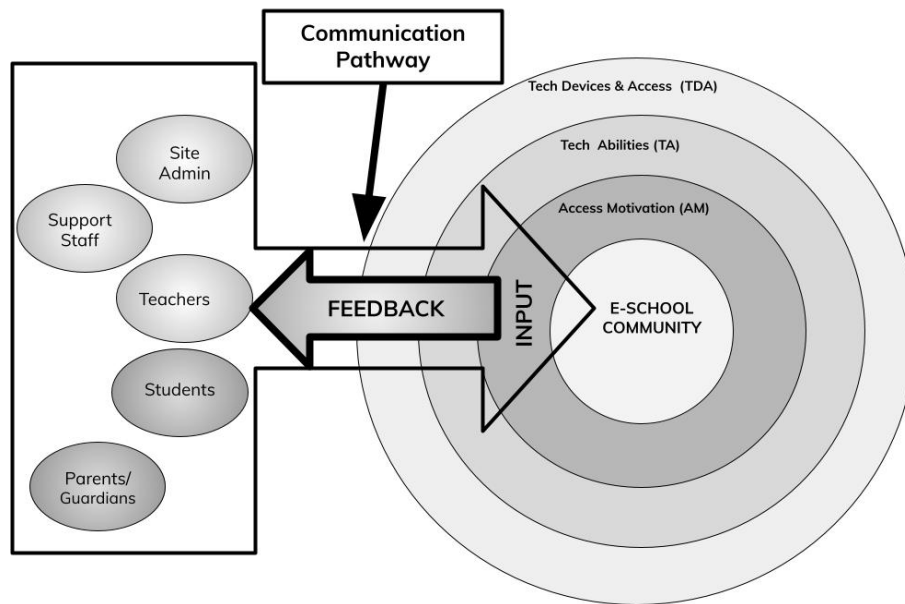 Communication
Pathway
Tech Devices & Access (TDA)
Tech Abilities (TA)
Access Motivation (AM)
Site
Admin
Support
Staff
Teachers
Students
Parents/
Guardians
FEEDBACK
INPUT
E-SCHOOL
COMMUNITY